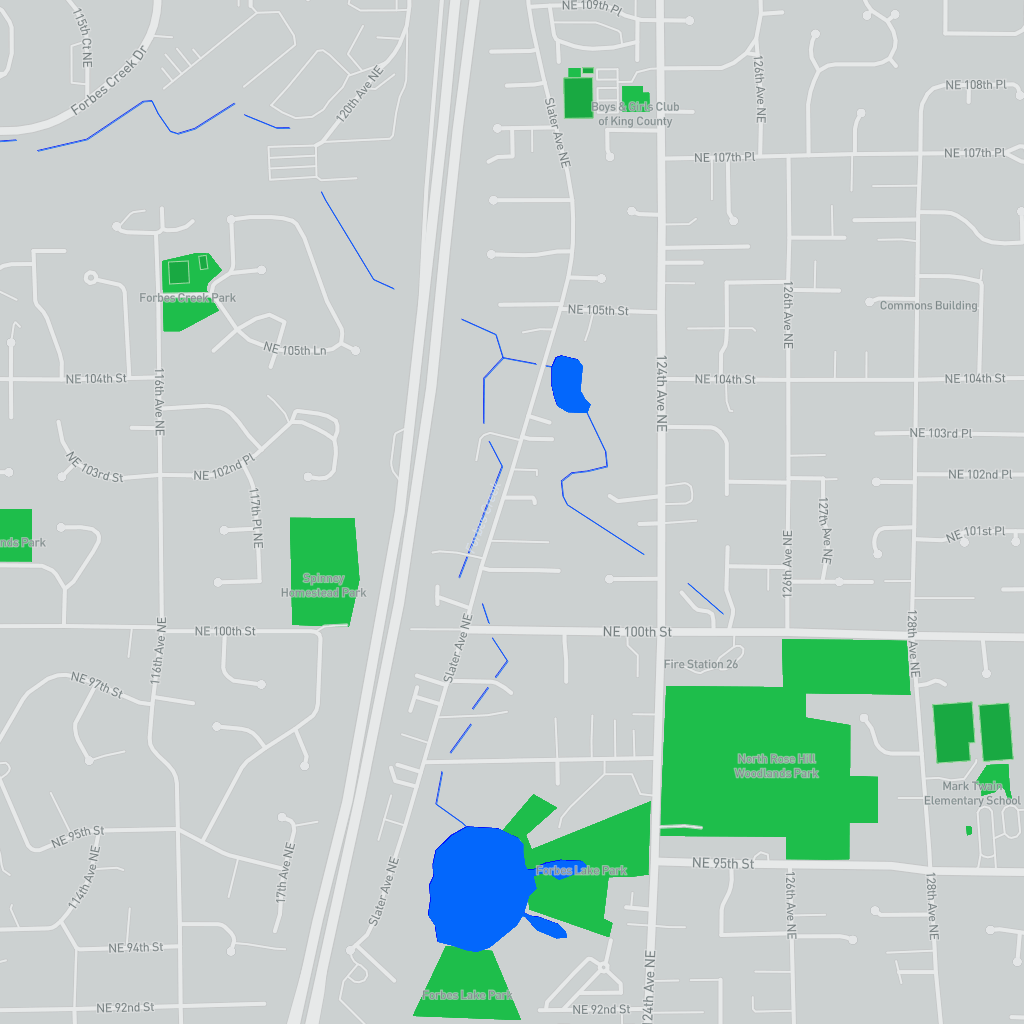 NE 109th Pl
115th Ct NE
Forbes Creek Dr
120th Ave NE
126th Ave NE
NE 108th Pl
Slater Ave NE
Boys & Girls Club
of King County
NE 107th Pl
NE 107th Pl
Forbes Creek Park
126th Ave NE
Commons Building
NE 105th St
NE 105th Ln
NE 104th St
116th Ave NE
124th Ave NE
NE 104th St
NE 104th St
NE 103rd Pl
NE 103rd St
NE 102nd Pl
NE 102nd Pl
117th Pl NE
127th Ave NE
NE 101st Pl
nds Park
126th Ave NE
Spinney
Homestead Park
116th Ave NE
NE 100th St
Slater Ave NE
NE 100th St
128th Ave NE
Fire Station 26
NE 97th St
North Rose Hill
Woodlands Park
Mark Twain
Elementary School
NE 95th St
114th Ave NE
17th Ave NE
Slater Ave NE
Forbes Lake Park
NE 95th St
126th Ave NE
128th Ave NE
NE 94th St
124th Ave NE
Forbes Lake Park
NE 92nd St
NE 92nd St